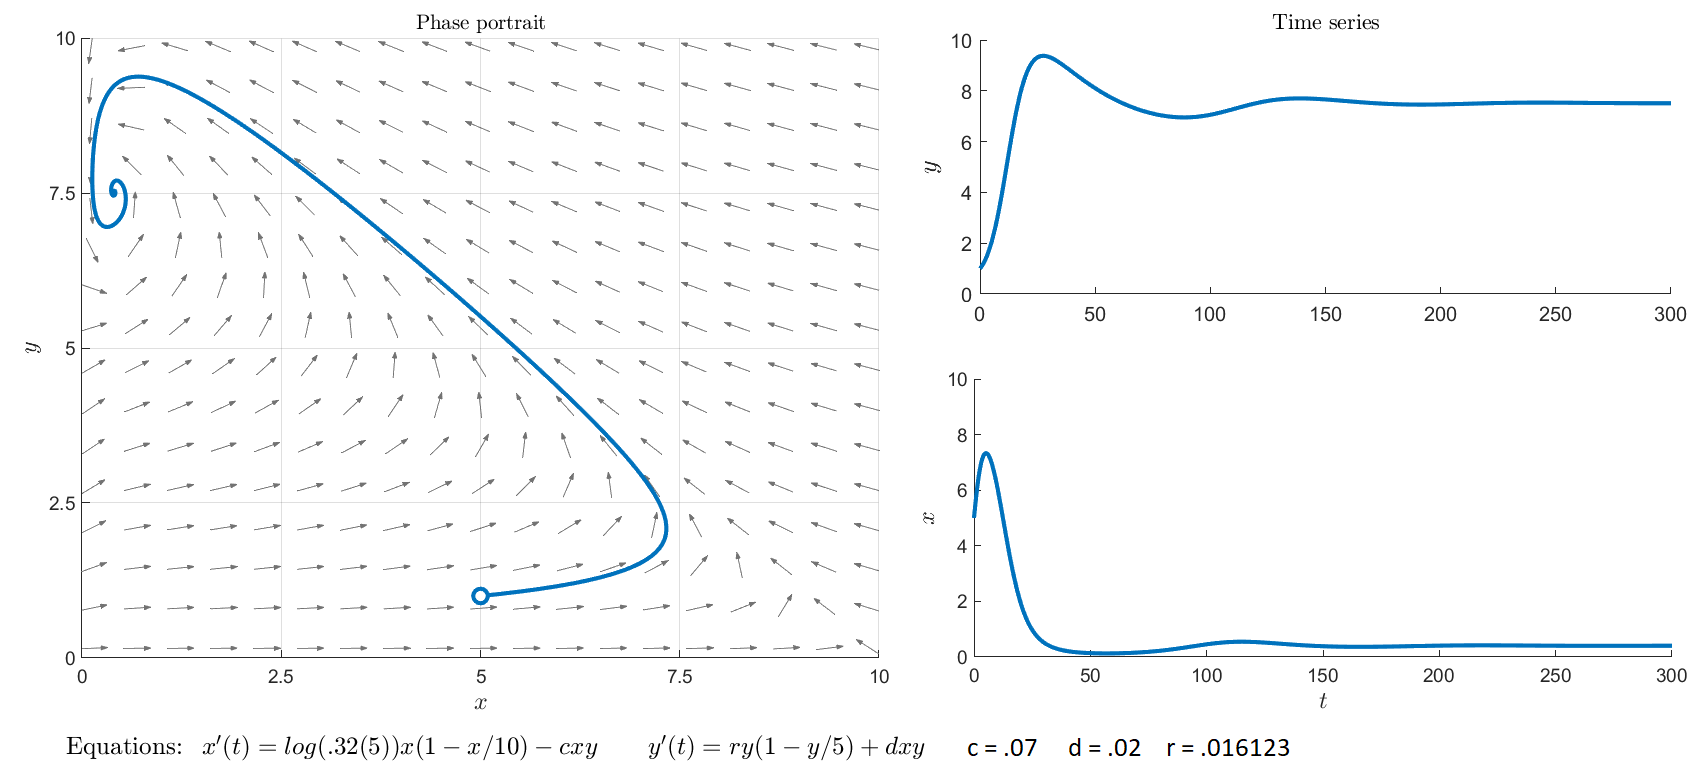 Phase portrait
10
7.5
5
2.5
0
y
0 2.5 5 7.5 10
x
Time series
10
8
6
4
2
0
y
0 50 100 150 200 250 300
10
8
6
4
2
0
x
0 50 100 150 200 250 300
t
Equations: x′(t) = log(.32(5))x(1 − x/10) − cxy y′(t) = ry(1 − y/5) + dxy c = .07 d = .02 r = .016123